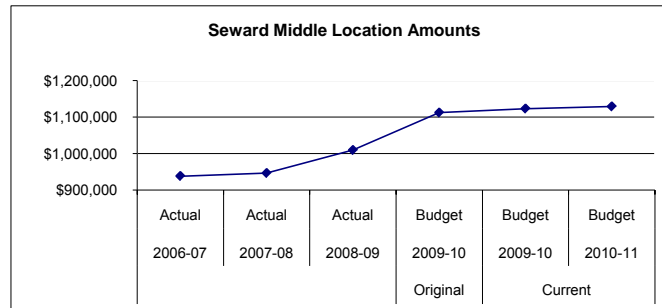 Seward Middle Location Amounts
$1,200,000
$1,100,000
$1,000,000
$900,000
Actual Actual Actual Budget Budget Budget
2006-07 2007-08 2008-09 2009-10 2009-10 2010-11
Original Current